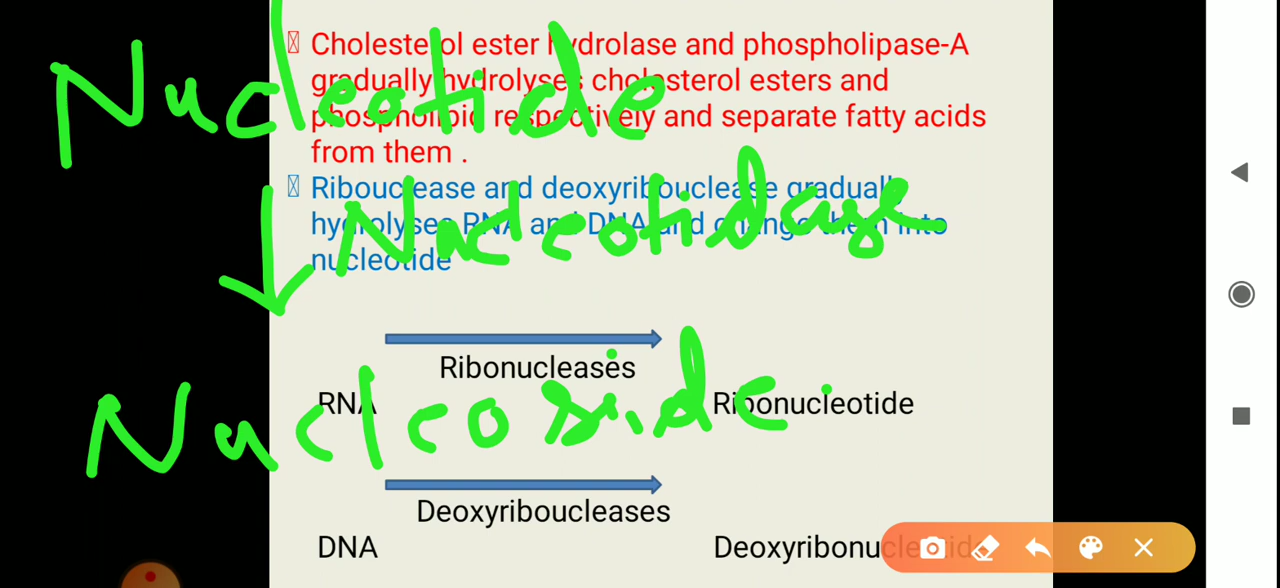 Cholesterol ester hydrolase and phospholipase-A
gradually hydrolyses cholesterol esters and
phospholipid respectively and separate fatty acids
from them .
Ribouclease and deoxyribouclease gradually
hydrolyses RNA and DNA and change them into
nucleotide
Ribonucleases
RNA Ribonucleotide
Deoxyriboucleases
DNA Deoxyribonucleotide
Nucleotide
Nucleotidase
Nucleoside